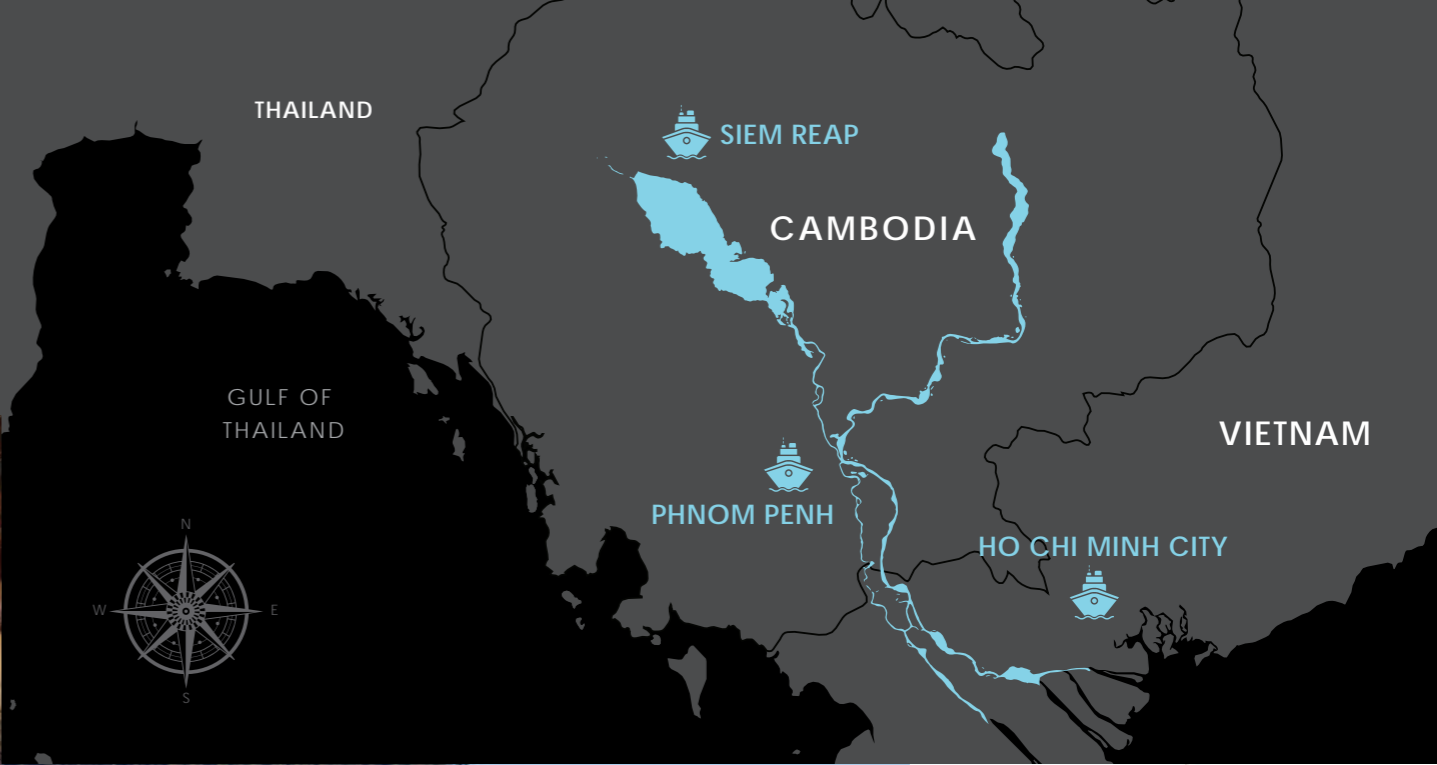 THAILAND
SIEM REAP
CAMBODIA
GULF OF
THAILAND
VIETNAM
PHNOM PENH
N
HO CHI MINH CITY
W
E
S